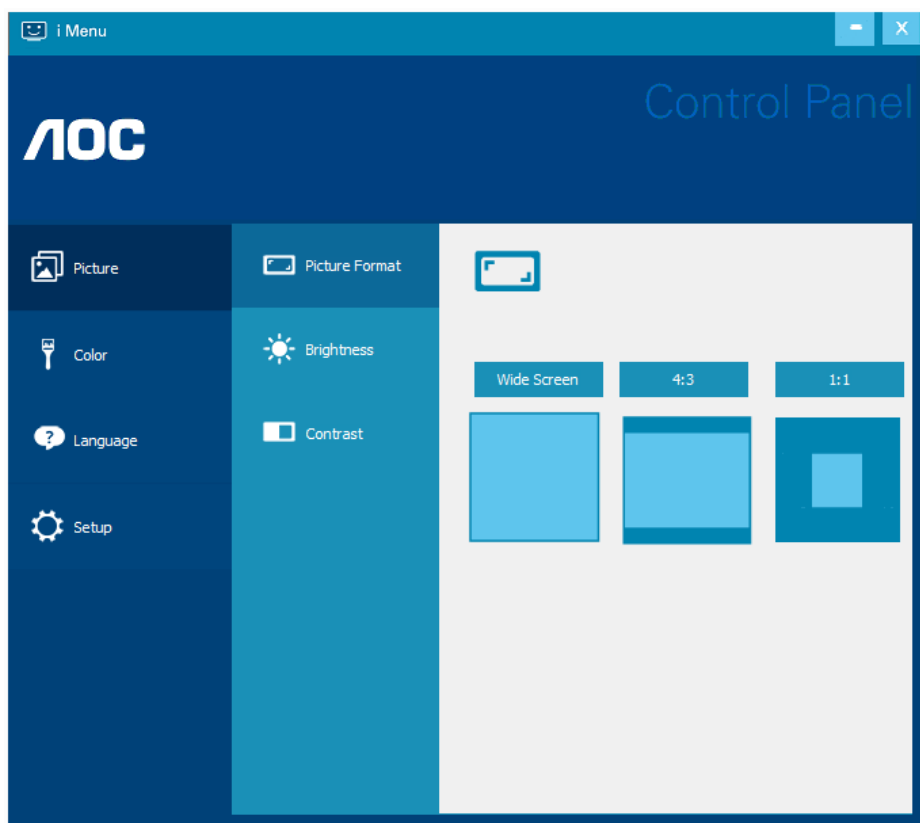 i Menu
X
Control Panel
AOC
Picture
Color
Language
Setup
Picture Format
Brightness
Contrast
Wide Screen
4:3
1:1